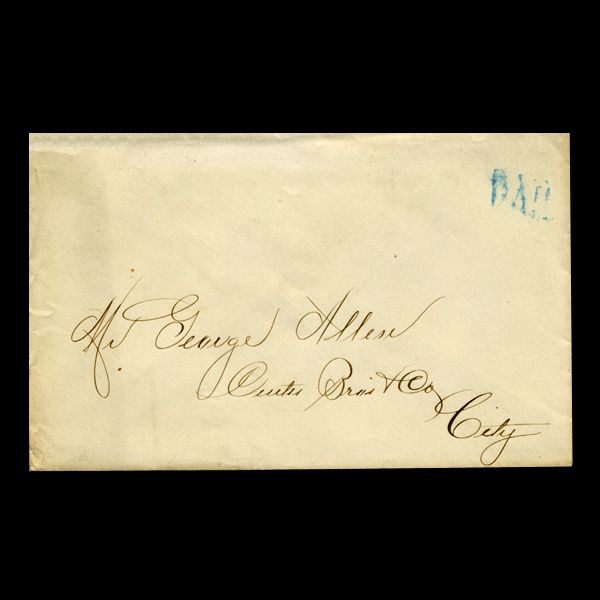 PAID
Mr George Allen
Bros & Co
City